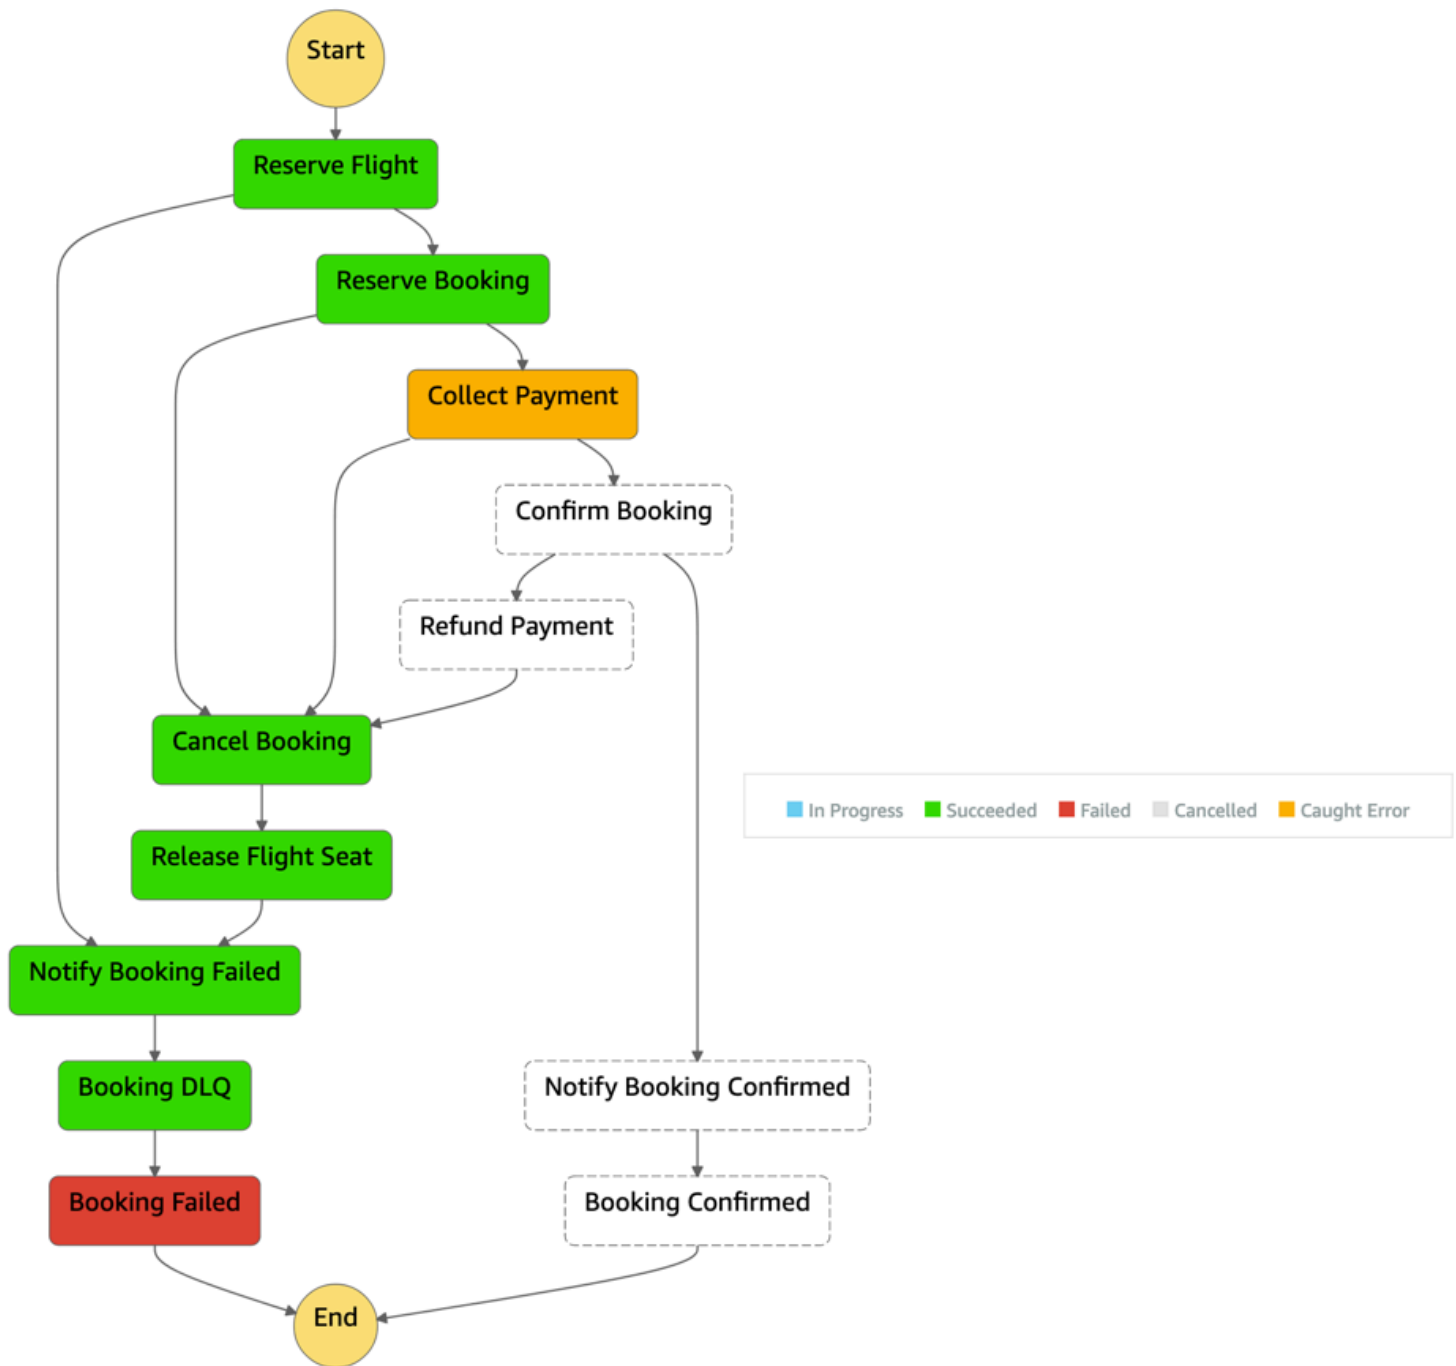 Start
Reserve Flight
Reserve Booking
Collect Payment
Confirm Booking
Refund Payment
Cancel Booking
In Progress Succeeded Failed Cancelled Caught Error
Release Flight Seat
Notify Booking Failed
Booking DLQ
Notify Booking Confirmed
Booking Failed
Booking Confirmed
End